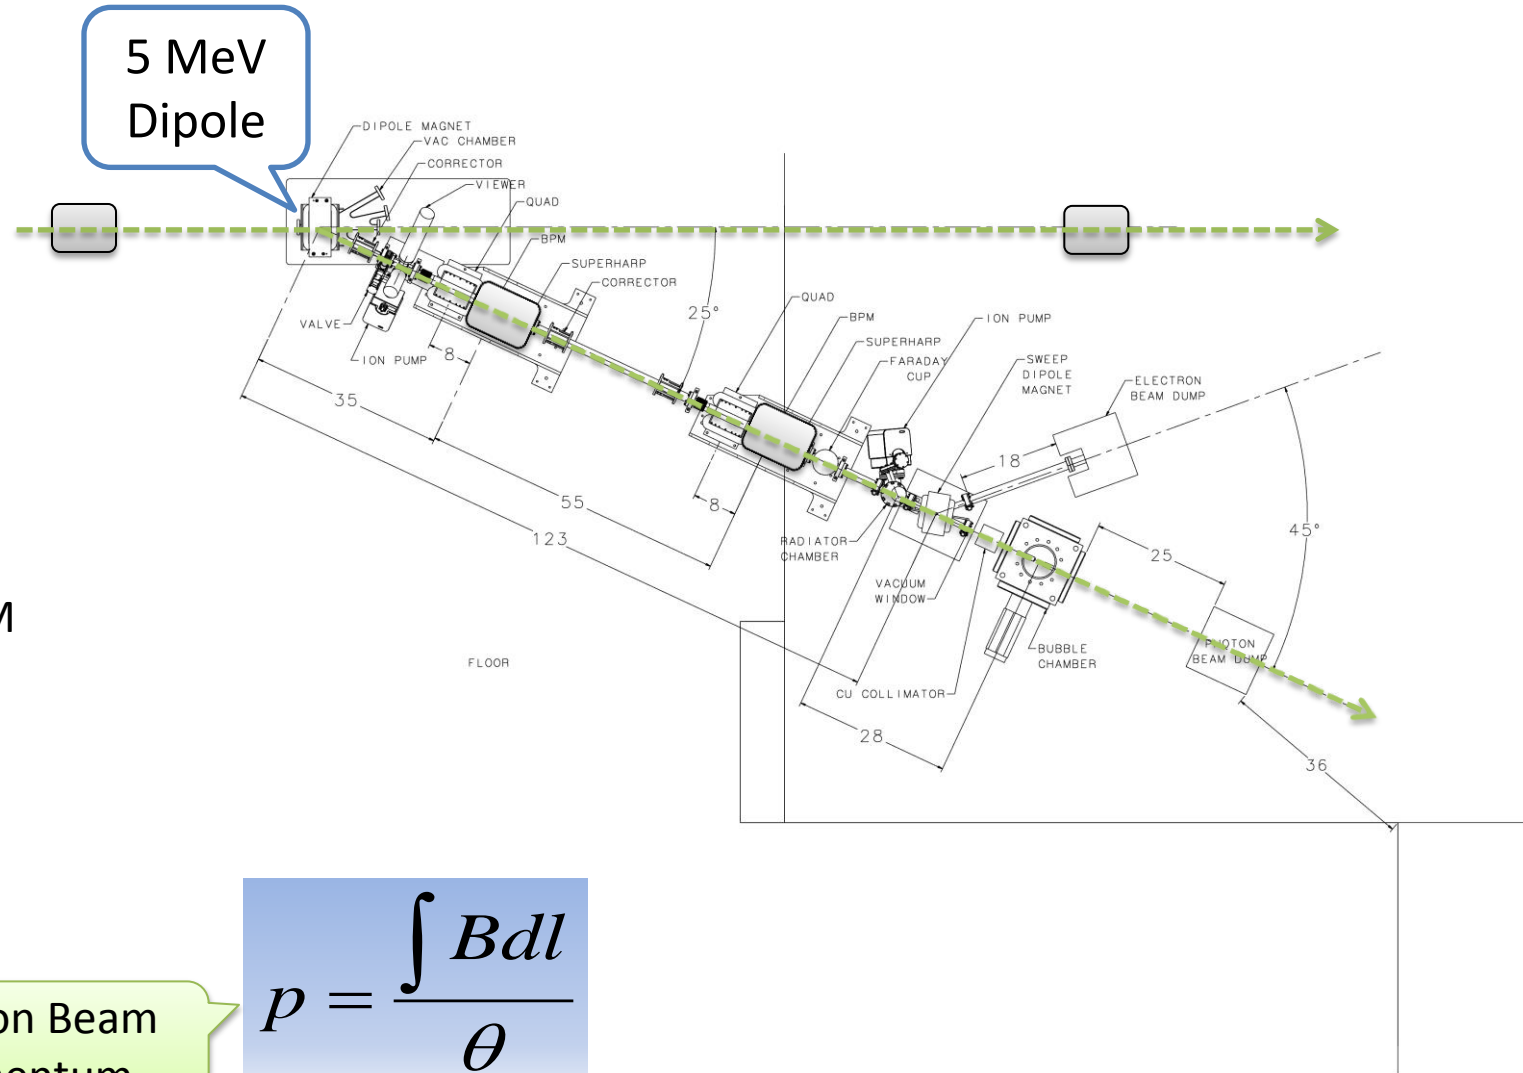 5 MeV
Dipole
DIPOLE MAGNET
VAC CHAMBER
CORRECTOR
VIEWER
QUAD
BPM
SUPERHARP
CORRECTOR
25°
VALVE
ION PUMP
8
35
QUAD
BPM
ION PUMP
SUPERHARP
FARADAY
CUP
SWEEP
DIPOLE
MAGNET
ELECTRON
BEAM DUMP
18
55
8
123
45°
RADIATOR
CHAMBER
25
VACUUM
WINDOW
M
FLOOR
BUBBLE
CHAMBER
PHOTON
BEAM DUMP
CU COLLIMATOR
28
36
p = ∫ Bdl / θ
on Beam